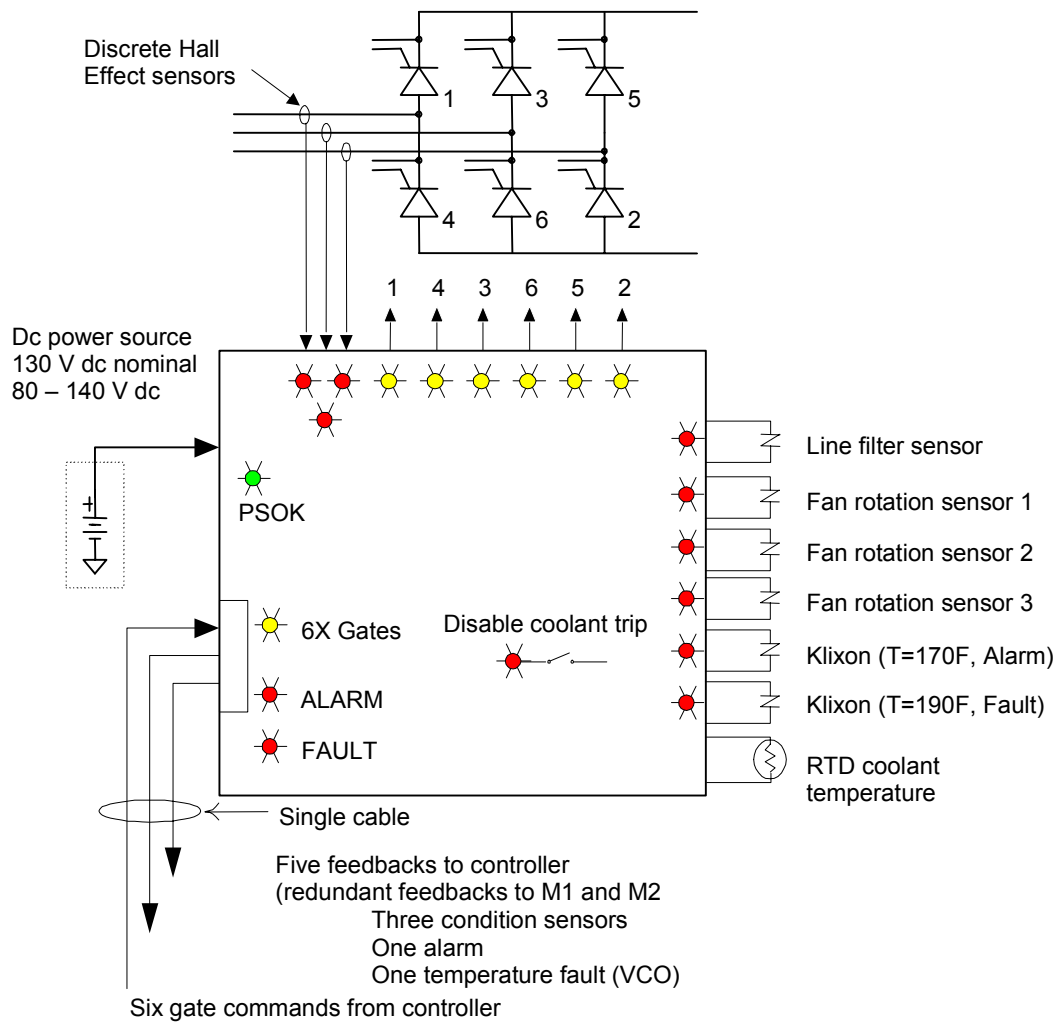 Discrete Hall
Effect sensors
1
3
5
4
6
2
1 4 3 6 5 2
Dc power source
130 V dc nominal
80 – 140 V dc
+
PSOK
Line filter sensor
Fan rotation sensor 1
Fan rotation sensor 2
Fan rotation sensor 3
Klixon (T=170F, Alarm)
Klixon (T=190F, Fault)
RTD coolant
temperature
6X Gates
Disable coolant trip
ALARM
FAULT
Single cable
Five feedbacks to controller
(redundant feedbacks to M1 and M2
Three condition sensors
One alarm
One temperature fault (VCO)
Six gate commands from controller